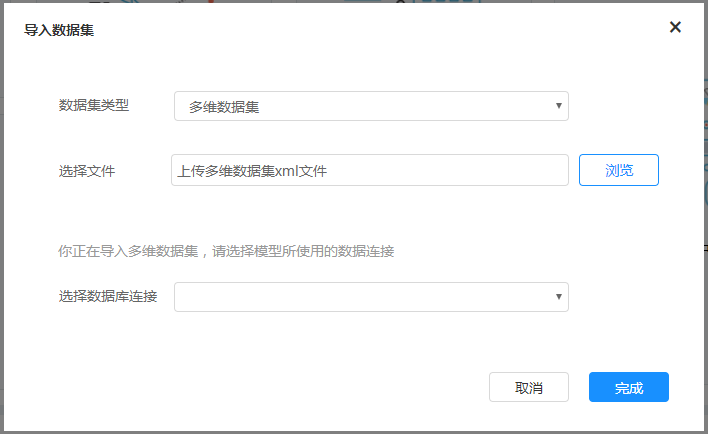 导入数据集
数据集类型
多维数据集
选择文件
上传多维数据集xml文件
浏览
你正在导入多维数据集，请选择模型所使用的数据连接
选择数据库连接
取消
完成